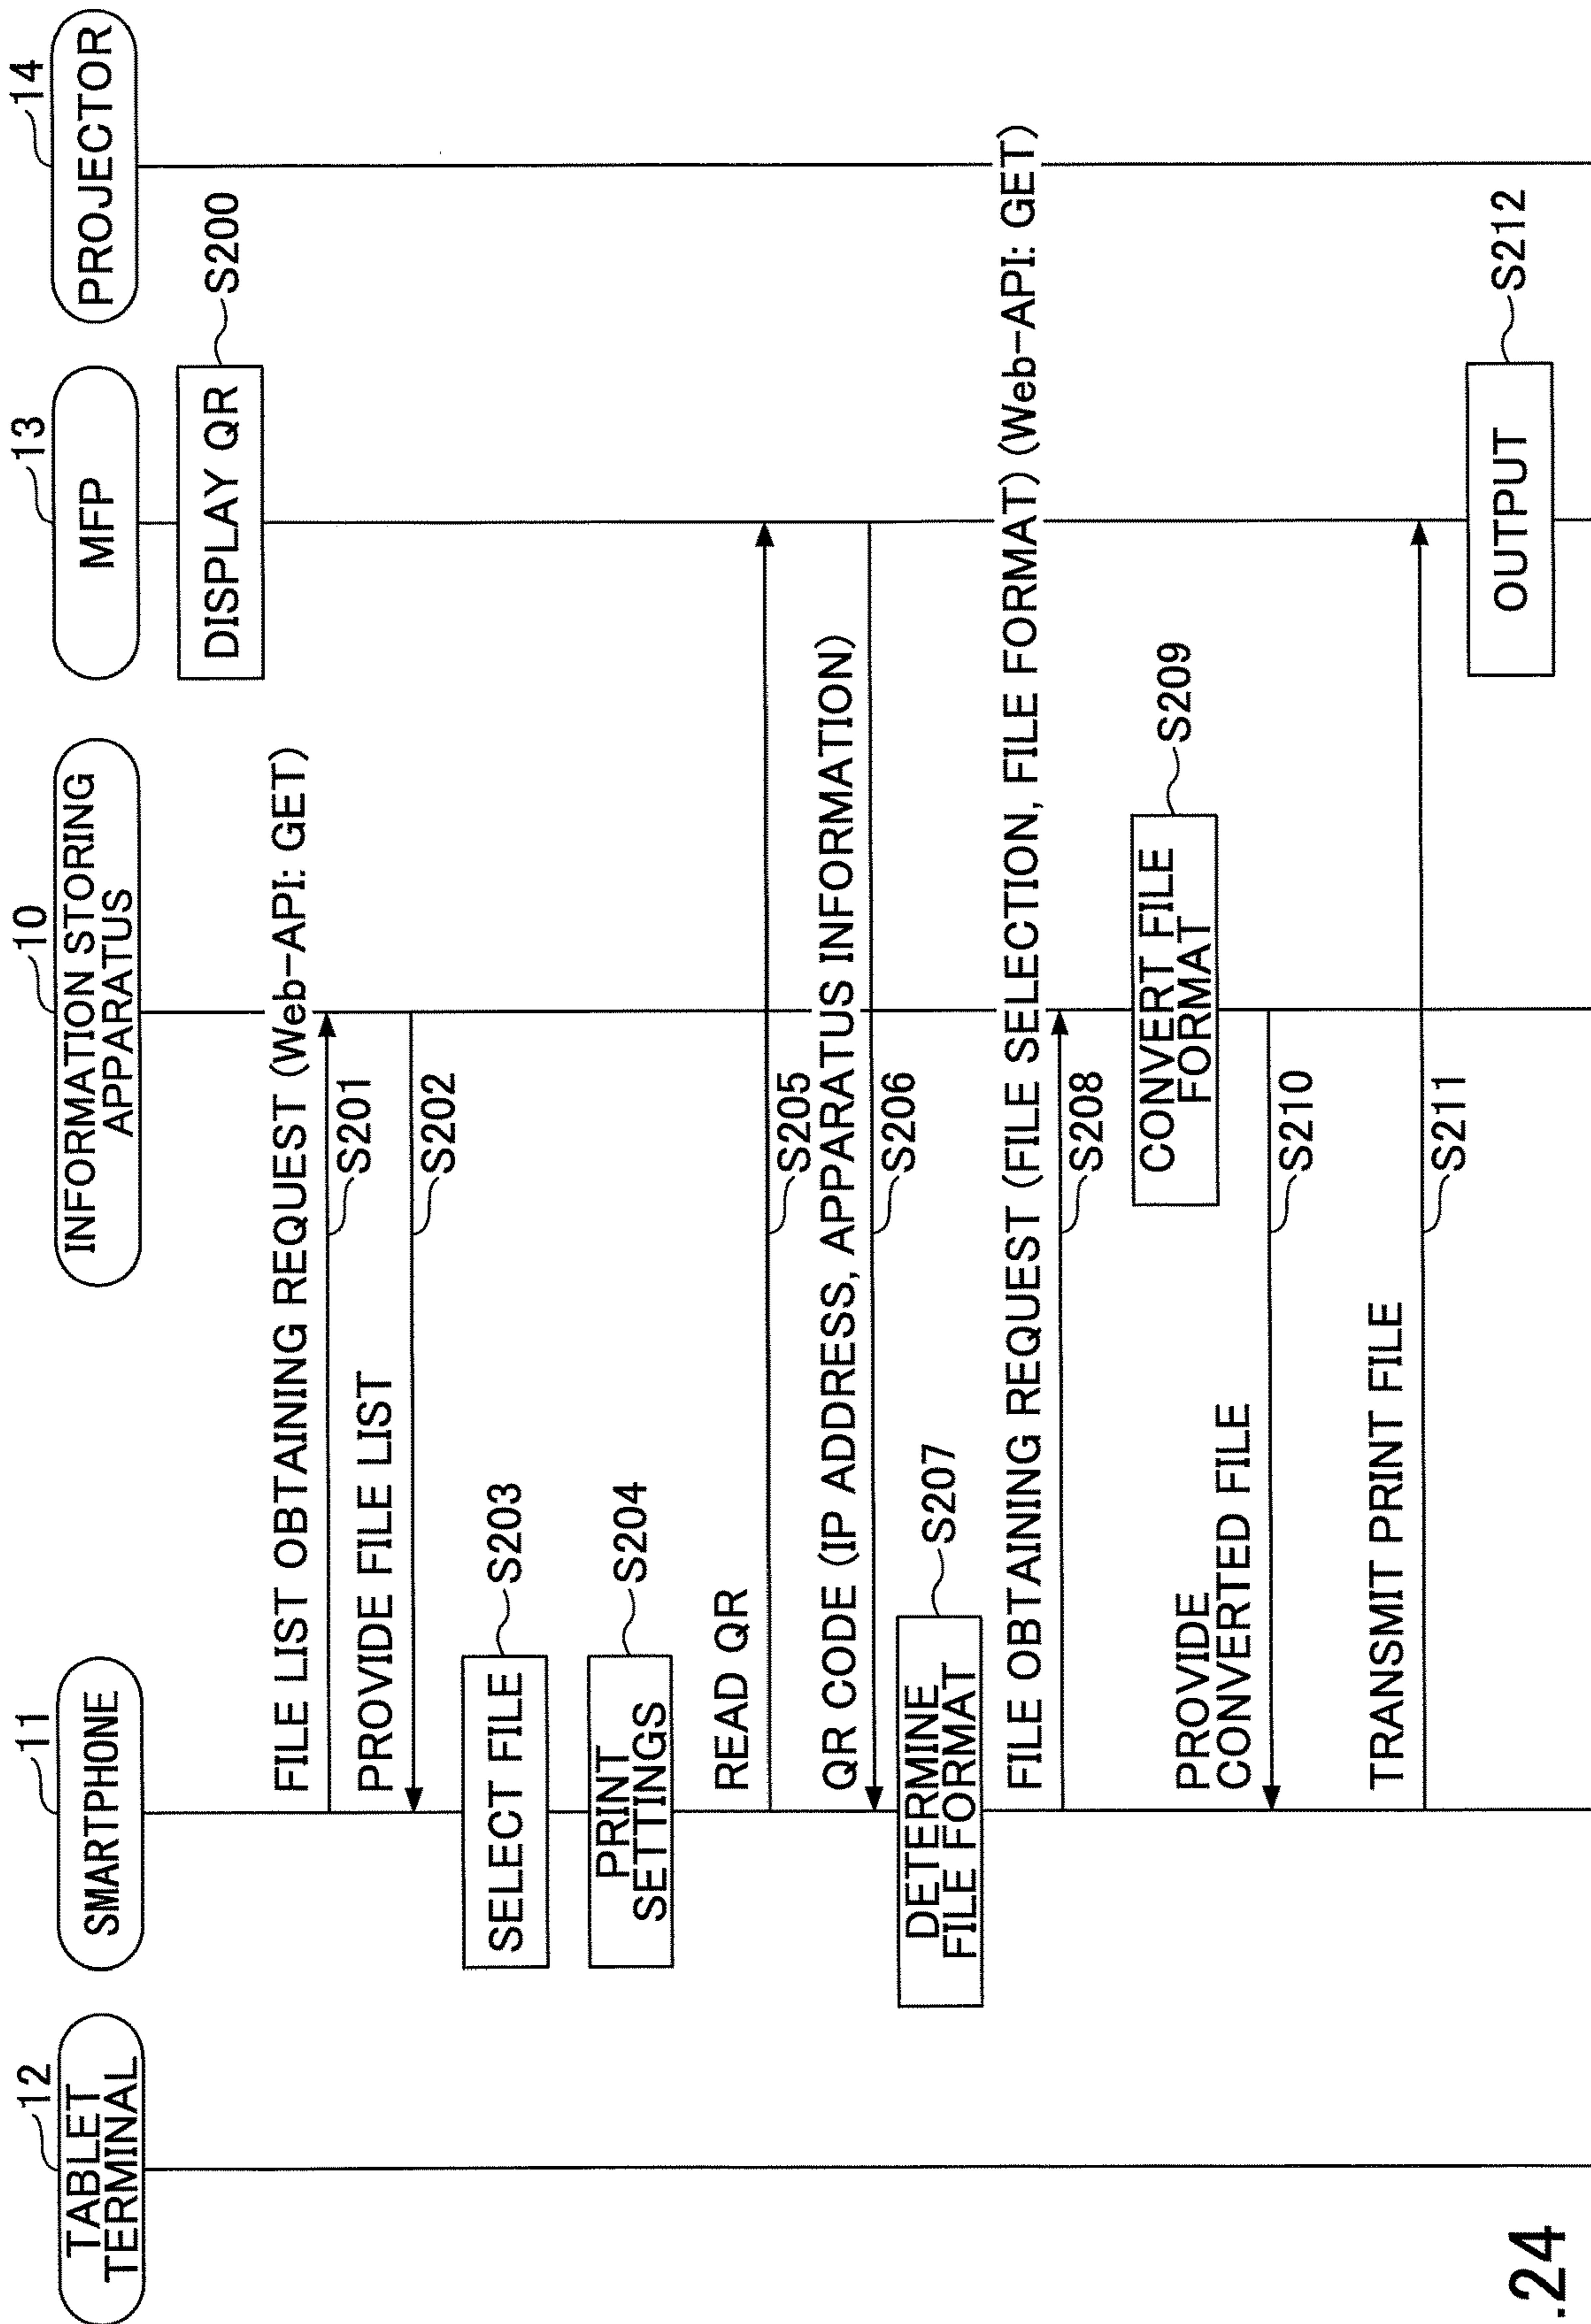 12
TABLET
TERMINAL
11
SMARTPHONE
10
INFORMATION STORING
APPARATUS
13
MFP
14
PROJECTOR
DISPLAY QR
S200
FILE LIST OBTAINING REQUEST (Web-API: GET)
S201
PROVIDE FILE LIST
S202
SELECT FILE
S203
PRINT
SETTINGS
S204
READ QR
S205
QR CODE (IP ADDRESS, APPARATUS INFORMATION)
S206
DETERMINE
FILE FORMAT
S207
FILE OBTAINING REQUEST (FILE SELECTION, FILE FORMAT) (Web-API: GET)
S208
CONVERT FILE
FORMAT
S209
PROVIDE
CONVERTED FILE
S210
TRANSMIT PRINT FILE
S211
OUTPUT
S212
.24